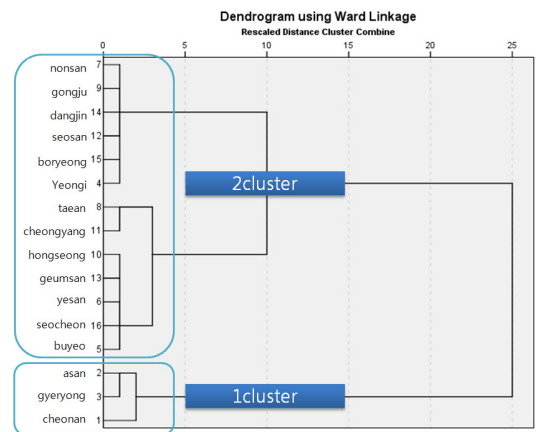 Dendrogram using Ward Linkage
Rescaled Distance Cluster Combine
0 5 10 15 20 25
nonsan 7
gongju 9
dangjin 14
seosan 12
boryeong 15
Yeongi 4
2cluster
taean 8
cheongyang 11
hongseong 10
geumsan 13
yesan 6
seocheon 16
buyeo 5
asan 2
gyeryong 3
1cluster
cheonan 1